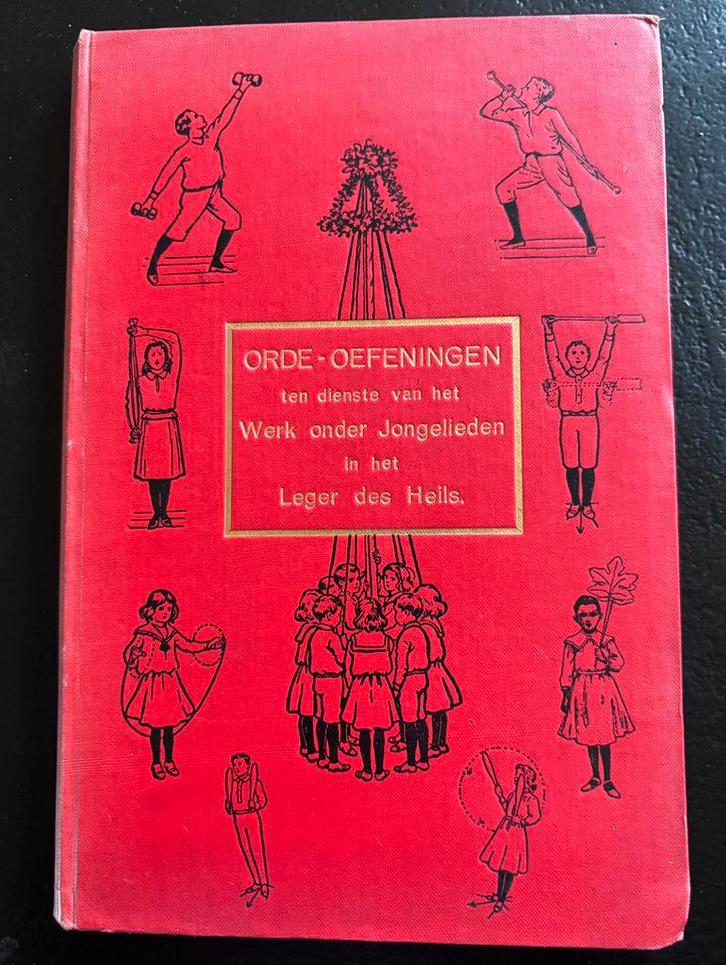 ORDE-OEFENINGEN
ten dienste van het
Werk onder Jongelieden
in het
Leger des Heils.